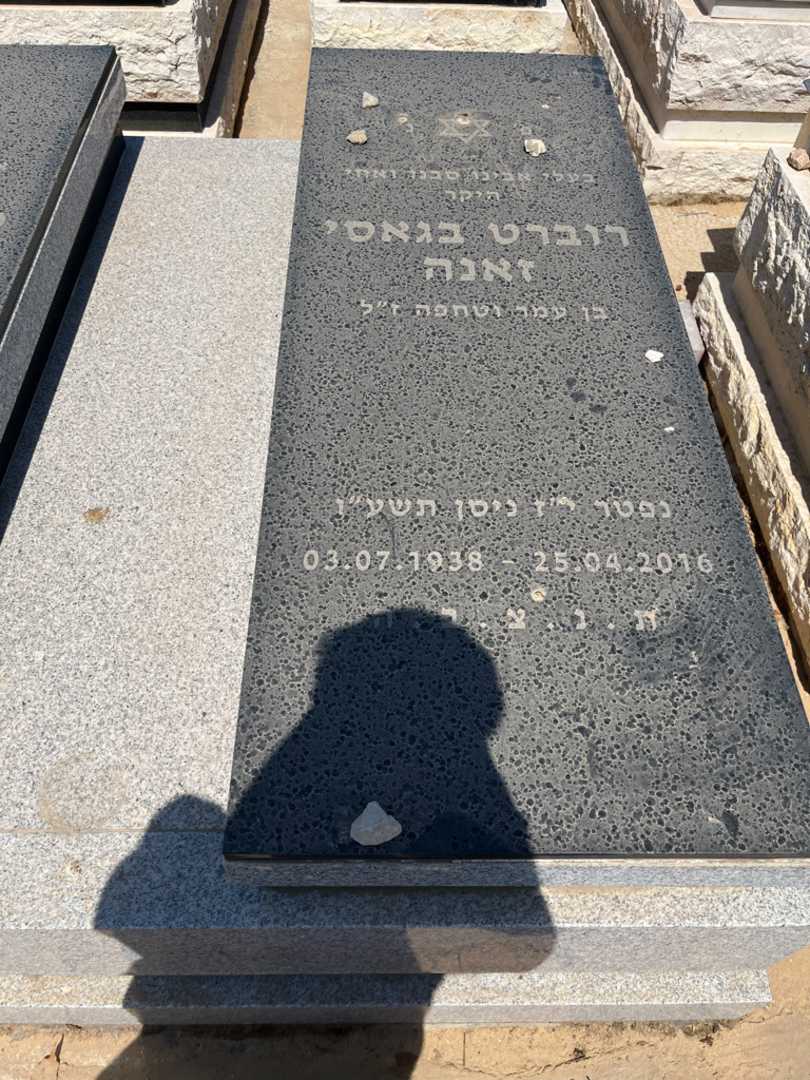 פ נ
בעלי אבינו סבנו ואחי
היקר
רוברט בגאסי
זאנה
בן עמר וטחפה ז"ל
נפטר י"ז ניסן תשע"ו
03.07.1938 - 25.04.2016
ת . נ . צ . ב . ה